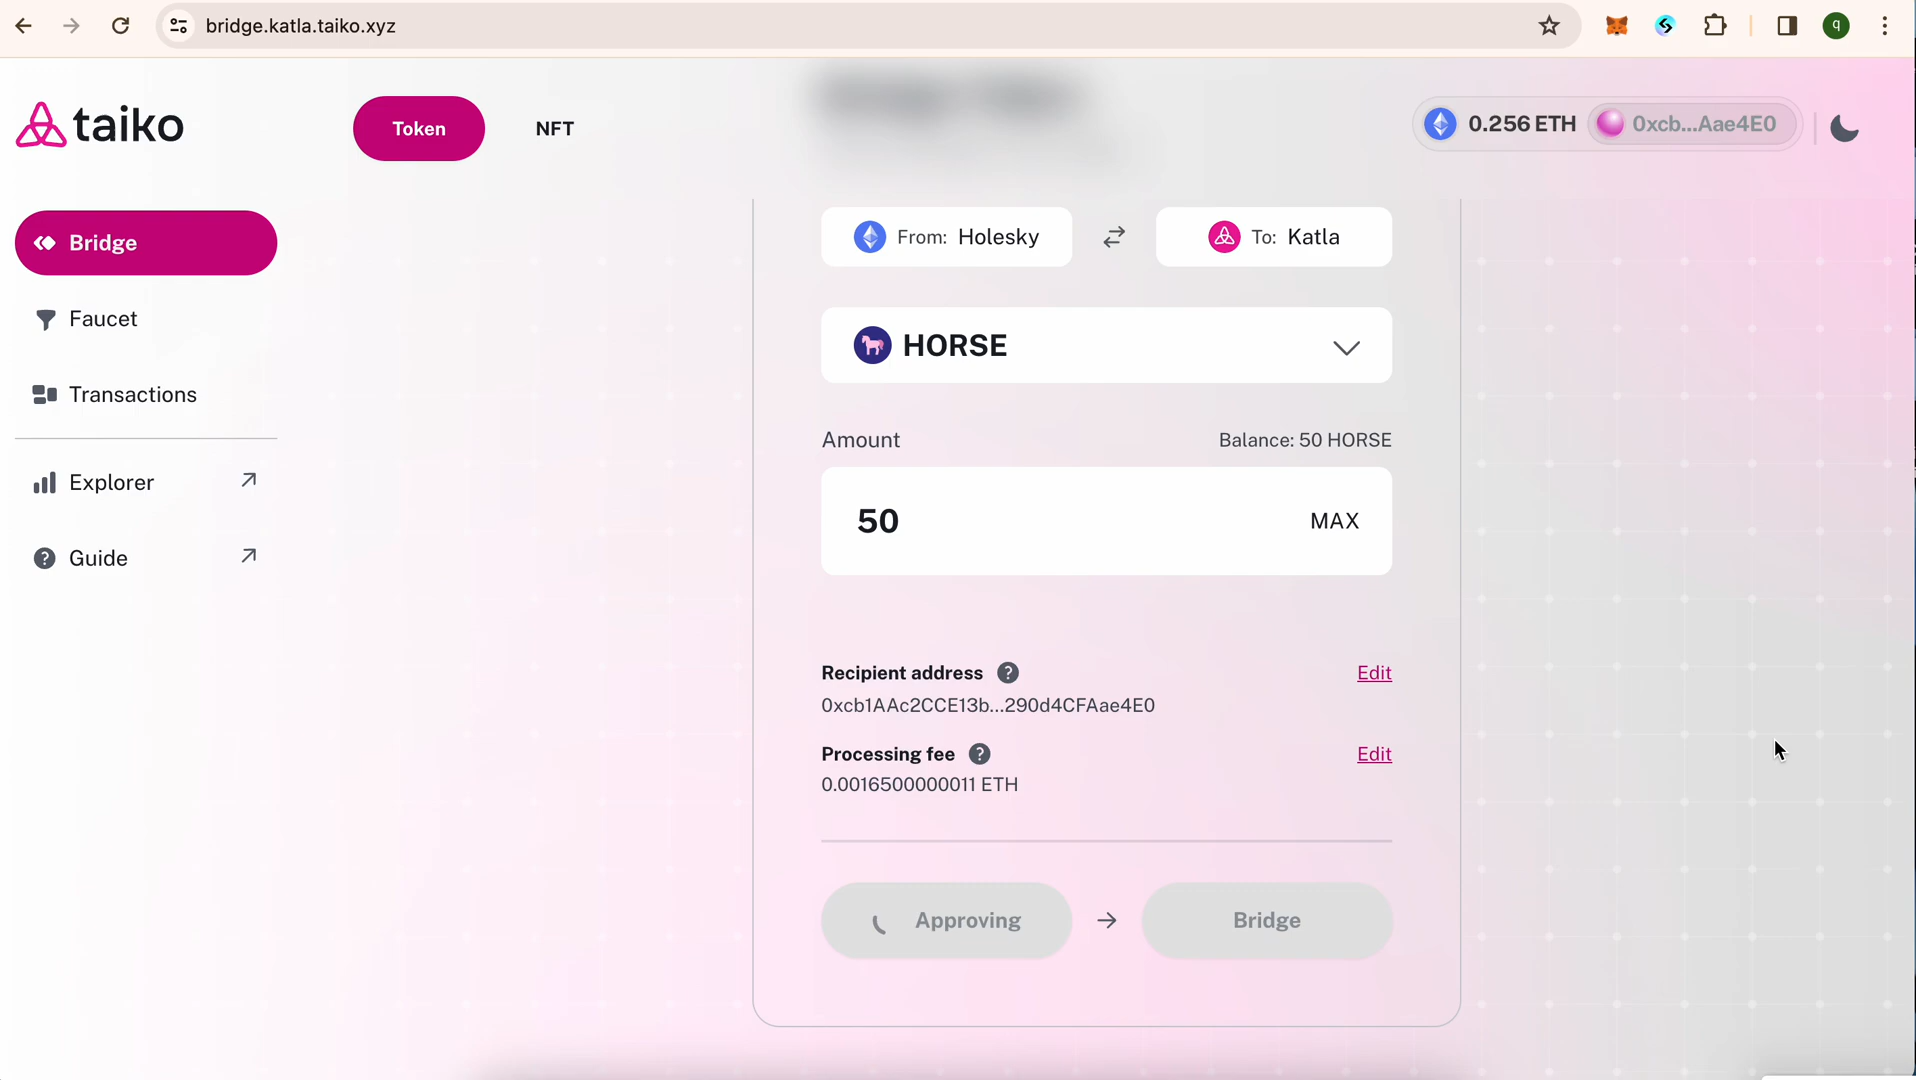 bridge.katla.taiko.xyz
q
taiko
Token
NFT
0.256 ETH
0xcb...Aae4E0
Bridge
Faucet
Transactions
Explorer
Guide
From: Holesky
To: Katla
HORSE
Amount
Balance: 50 HORSE
50
MAX
Recipient address ?
Edit
0xcb1AAc2CCE13b...290d4CFAae4E0
Processing fee ?
Edit
0.0016500000011 ETH
Approving
Bridge